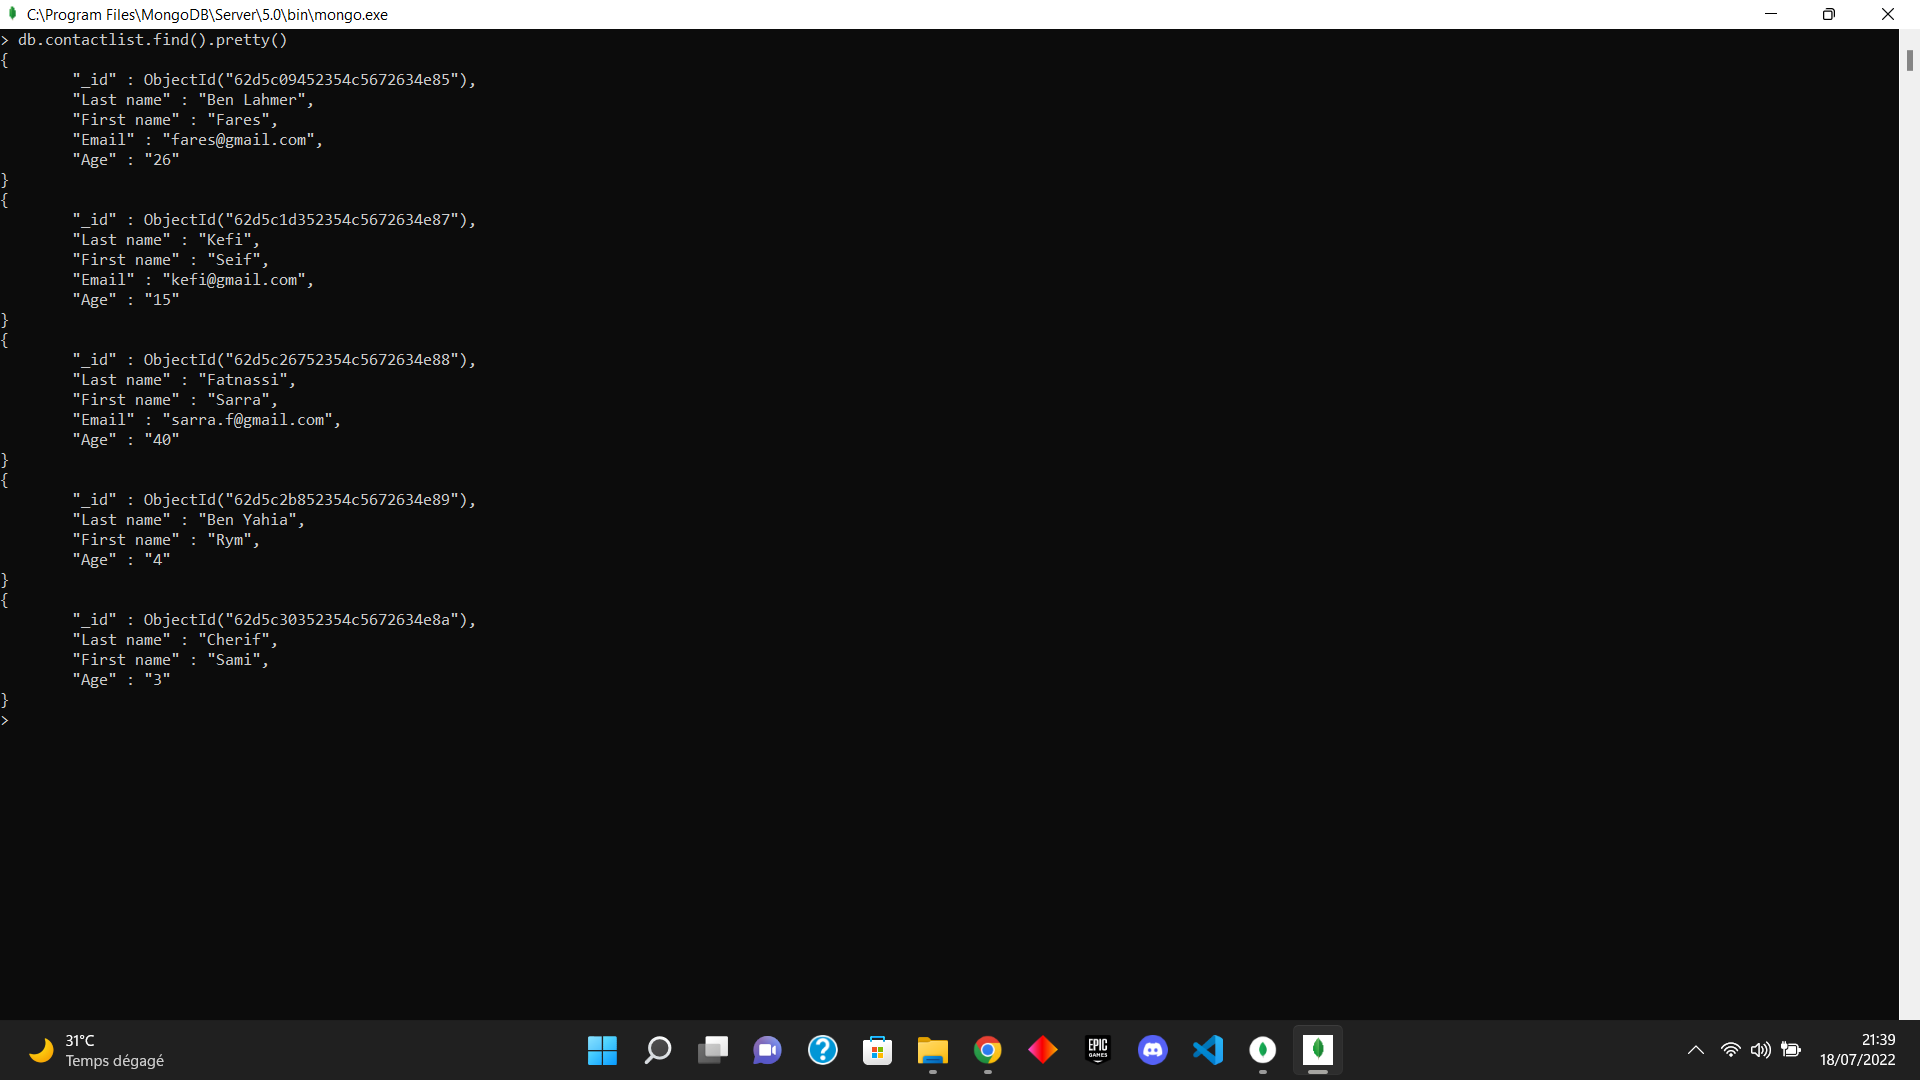 C:\Program Files\MongoDB\Server\5.0\bin\mongo.exe
> db.contactlist.find().pretty()
{
"_id" : ObjectId("62d5c09452354c5672634e85"),
"Last name" : "Ben Lahmer",
"First name" : "Fares",
"Email" : "fares@gmail.com",
"Age" : "26"
}
{
"_id" : ObjectId("62d5c1d352354c5672634e87"),
"Last name" : "Kefi",
"First name" : "Seif",
"Email" : "kefi@gmail.com",
"Age" : "15"
}
{
"_id" : ObjectId("62d5c26752354c5672634e88"),
"Last name" : "Fatnassi",
"First name" : "Sarra",
"Email" : "sarra.f@gmail.com",
"Age" : "40"
}
{
"_id" : ObjectId("62d5c2b852354c5672634e89"),
"Last name" : "Ben Yahia",
"First name" : "Rym",
"Age" : "4"
}
{
"_id" : ObjectId("62d5c30352354c5672634e8a"),
"Last name" : "Cherif",
"First name" : "Sami",
"Age" : "3"
}
>
31°C
Temps dégagé
EPIC
GAMES
21:39
18/07/2022